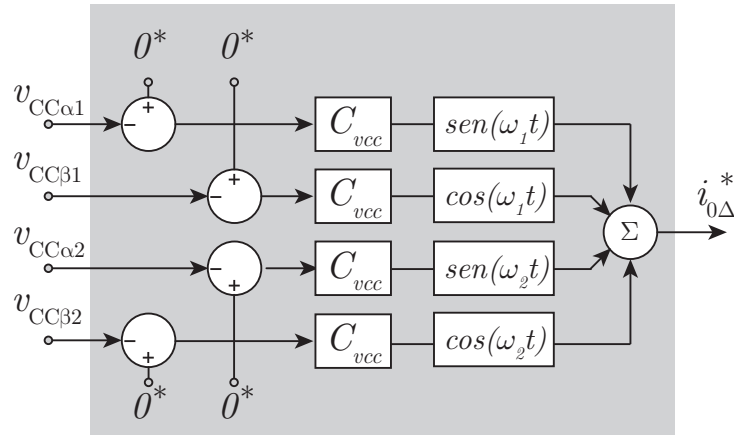 0* 0*
v_CCα1 − + C_vcc sen(ω_1t)
v_CCβ1 − + C_vcc cos(ω_1t)
Σ i_0Δ*
v_CCα2 − + C_vcc sen(ω_2t)
v_CCβ2 − + C_vcc cos(ω_2t)
0* 0*